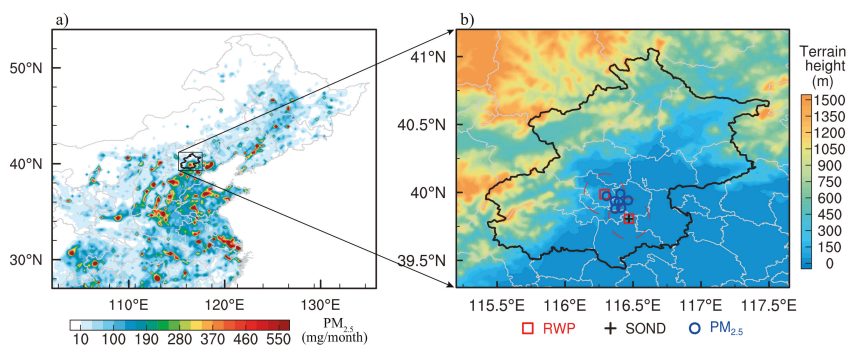 a)
50°N
40°N
30°N
110°E 120°E 130°E
10 100 190 280 370 460 550
PM2.5
(mg/month)
b)
41°N
40.5°N
40°N
39.5°N
115.5°E 116°E 116.5°E 117°E 117.5°E
RWP SOND PM2.5
Terrain
height
(m)
1500
1350
1200
1050
900
750
600
450
300
150
0